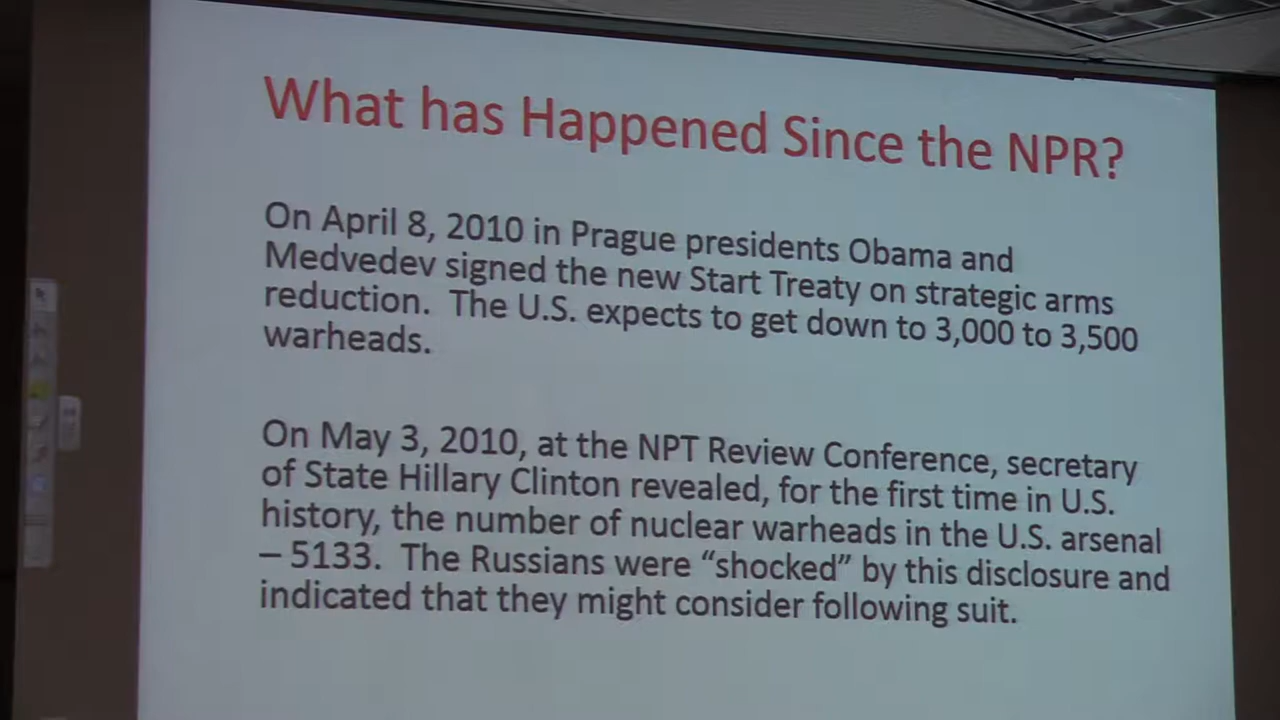 What has Happened Since the NPR?
On April 8, 2010 in Prague presidents Obama and
Medvedev signed the new Start Treaty on strategic arms
reduction.  The U.S. expects to get down to 3,000 to 3,500
warheads.
On May 3, 2010, at the NPT Review Conference, secretary
of State Hillary Clinton revealed, for the first time in U.S.
history, the number of nuclear warheads in the U.S. arsenal
– 5133.  The Russians were “shocked” by this disclosure and
indicated that they might consider following suit.